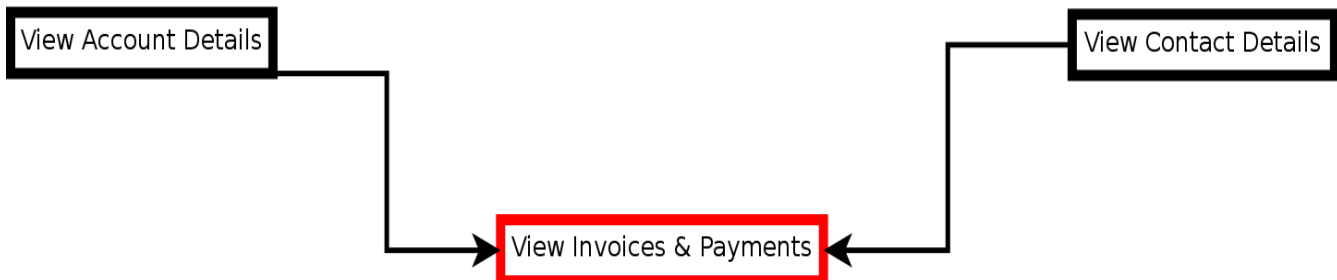 View Account Details
View Contact Details
View Invoices & Payments